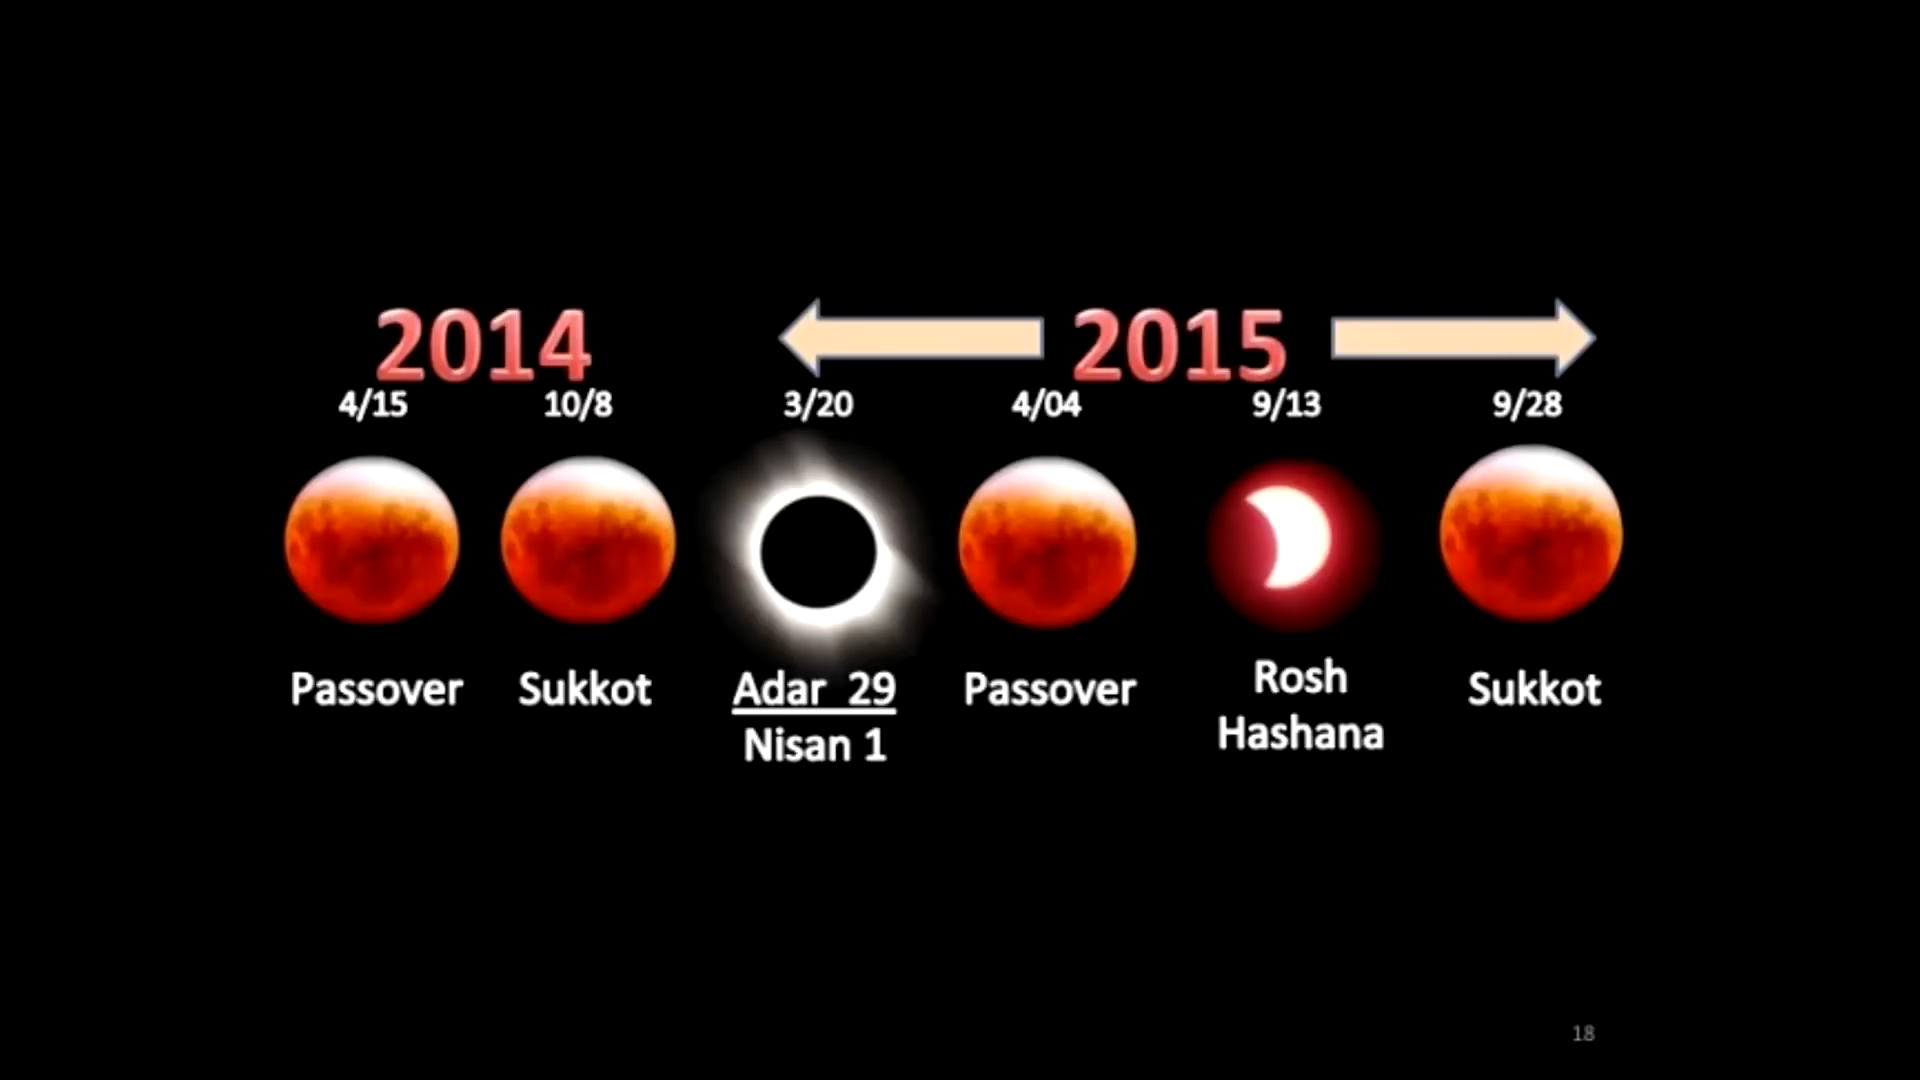 2014
2015
4/15
10/8
3/20
4/04
9/13
9/28
Passover
Sukkot
Adar 29
Nisan 1
Passover
Rosh
Hashana
Sukkot
18